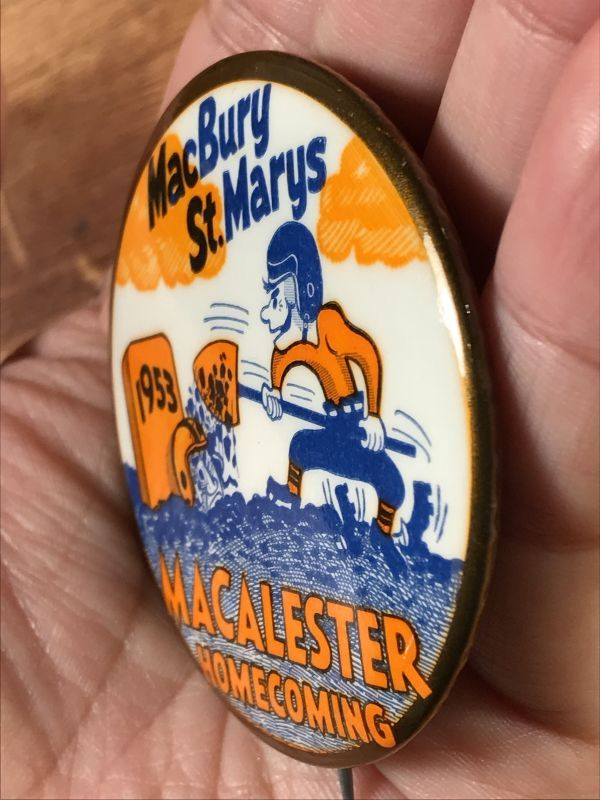 MacBury
St. Marys
1953
MACALESTER
HOMECOMING